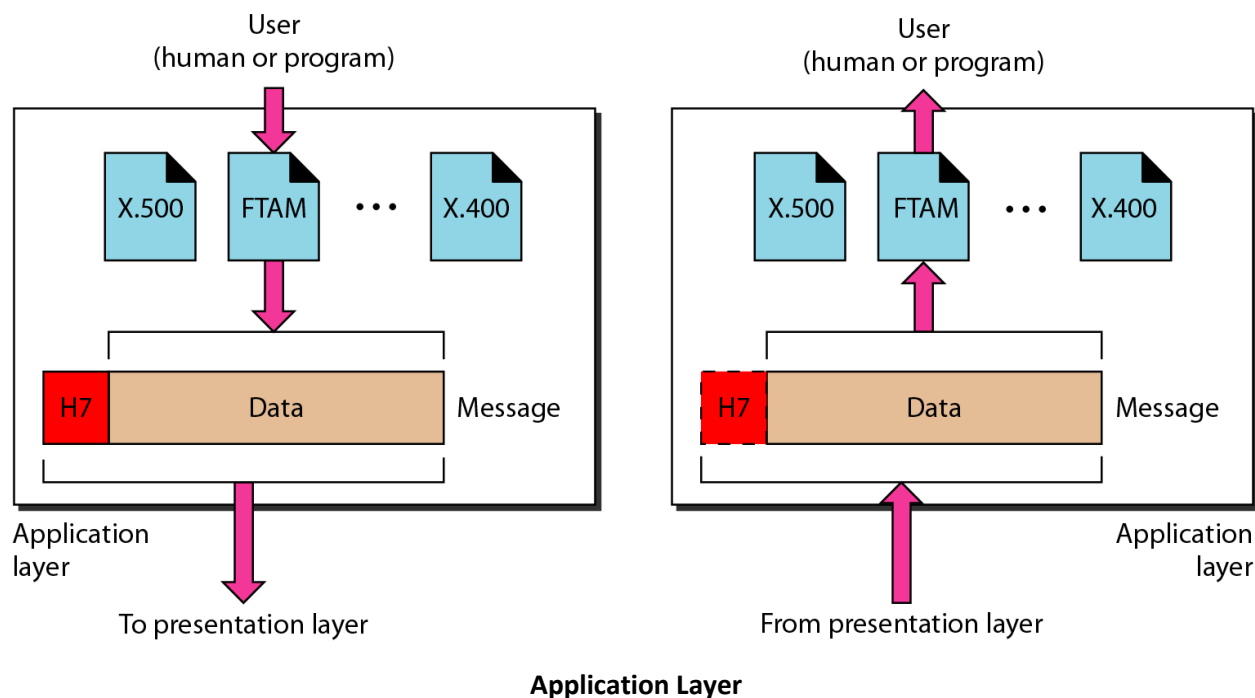 User
(human or program)
X.500
FTAM
...
X.400
H7
Data
Message
Application
layer
To presentation layer
User
(human or program)
X.500
FTAM
...
X.400
H7
Data
Message
Application
layer
From presentation layer
Application Layer